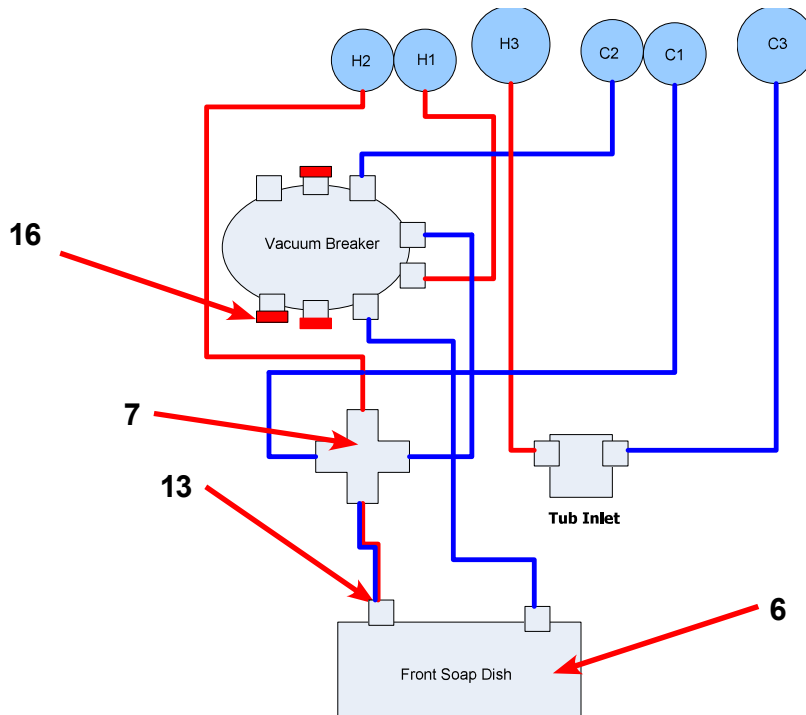 H2
H1
H3
C2
C1
C3
16
Vacuum Breaker
7
13
Tub Inlet
6
Front Soap Dish